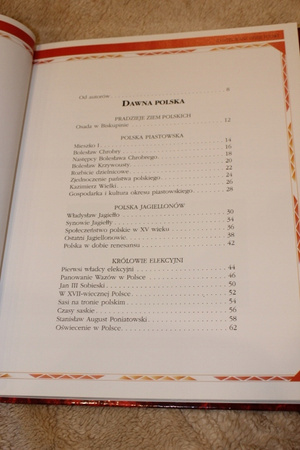 Od autorów . . . . . . . . . . . . . . . . . . . . . . 8
DAWNA POLSKA
PRADZIEJE ZIEM POLSKICH
Osada w Biskupinie . . . . . . . . . . . . . . . . . . 12
POLSKA PIASTOWSKA
Mieszko I . . . . . . . . . . . . . . . . . . 14
Bolesław Chrobry . . . . . . . . . . . . . . . . . . 16
Następcy Bolesława Chrobrego . . . . . . . . . . . . . . . . . . 18
Bolesław Krzywousty . . . . . . . . . . . . . . . . . . 20
Rozbicie dzielnicowe . . . . . . . . . . . . . . . . . . 22
Zjednoczenie państwa polskiego . . . . . . . . . . . . . . . . . . 24
Kazimierz Wielki . . . . . . . . . . . . . . . . . . 26
Gospodarka i kultura okresu piastowskiego . . . . . . . . . . 28
POLSKA JAGIELLONÓW
Władysław Jagiełło . . . . . . . . . . . . . . . . . . 30
Synowie Jagiełły . . . . . . . . . . . . . . . . . . 34
Społeczeństwo polskie w XV wieku . . . . . . . . . . . . . . 36
Ostatni Jagiellonowie . . . . . . . . . . . . . . . . . . 38
Polska w dobie renesansu . . . . . . . . . . . . . . . . . . 42
KRÓLOWIE ELEKCYJNI
Pierwsi władcy elekcyjni . . . . . . . . . . . . . . . . . . 44
Panowanie Wazów w Polsce . . . . . . . . . . . . . . . . . . 46
Jan III Sobieski . . . . . . . . . . . . . . . . . . 50
W XVII-wiecznej Polsce . . . . . . . . . . . . . . . . . . 52
Sasi na tronie polskim . . . . . . . . . . . . . . . . . . 54
Czasy saskie . . . . . . . . . . . . . . . . . . 56
Stanisław August Poniatowski . . . . . . . . . . . . . . . . . . 58
Oświecenie w Polsce . . . . . . . . . . . . . . . . . . 62